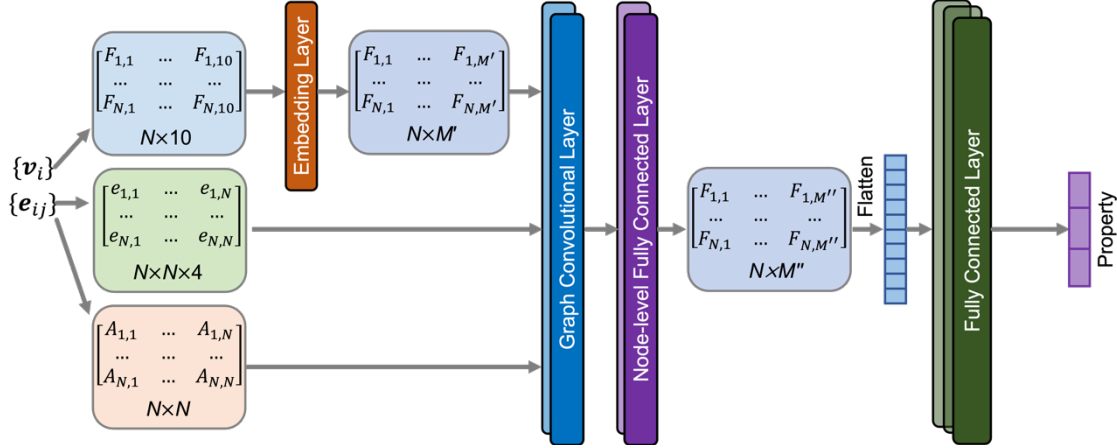 {v_i}
{e_ij}
F_{1,1} ... F_{1,10}
... ... ...
F_{N,1} ... F_{N,10}
N×10
e_{1,1} ... e_{1,N}
... ... ...
e_{N,1} ... e_{N,N}
N×N×4
A_{1,1} ... A_{1,N}
... ... ...
A_{N,1} ... A_{N,N}
N×N
Embedding Layer
F_{1,1} ... F_{1,M′}
... ... ...
F_{N,1} ... F_{N,M′}
N×M′
Graph Convolutional Layer
Node-level Fully Connected Layer
F_{1,1} ... F_{1,M′′}
... ... ...
F_{N,1} ... F_{N,M′′}
N×M″
Flatten
Fully Connected Layer
Property